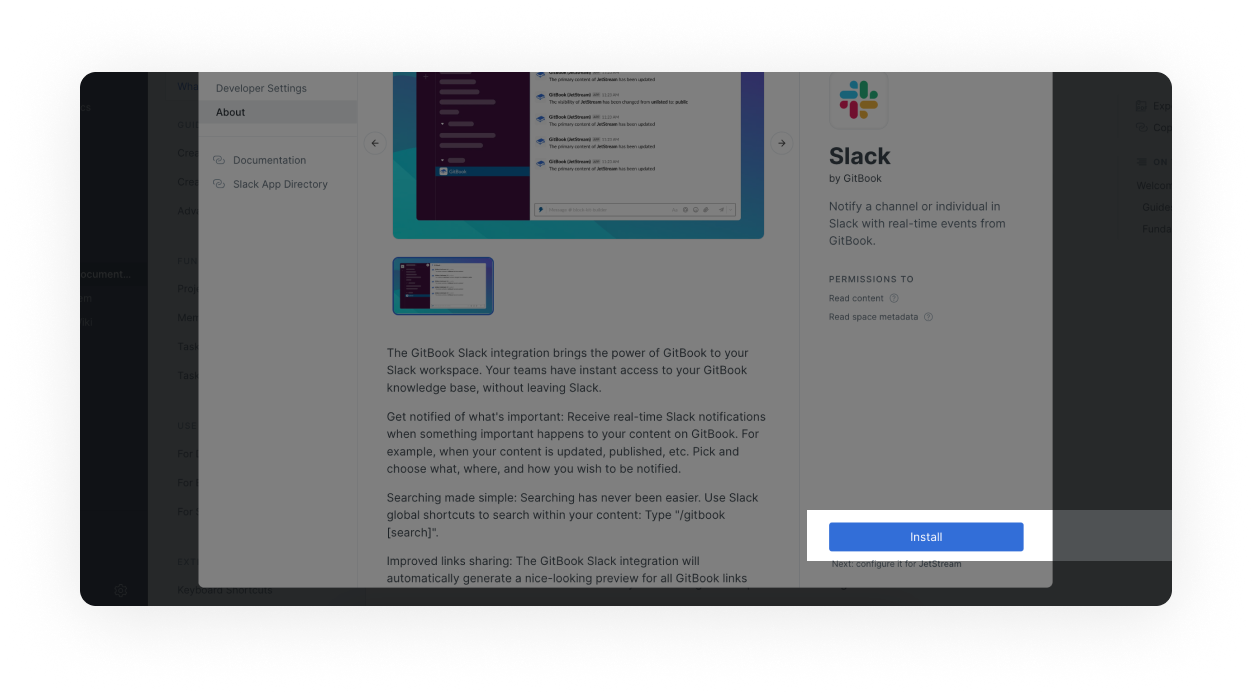 Developer Settings
About
Documentation
Slack App Directory
The primary content of JetStream has been updated
GitBook (JetStream)
The visibility of JetStream has been changed from unlisted to public
GitBook (JetStream)
The primary content of JetStream has been updated
GitBook (JetStream)
The primary content of JetStream has been updated
GitBook (JetStream)
The primary content of JetStream has been updated
GitBook
The GitBook Slack integration brings the power of GitBook to your
Slack workspace. Your teams have instant access to your GitBook
knowledge base, without leaving Slack.
Get notified of what's important: Receive real-time Slack notifications
when something important happens to your content on GitBook. For
example, when your content is updated, published, etc. Pick and
choose what, where, and how you wish to be notified.
Searching made simple: Searching has never been easier. Use Slack
global shortcuts to search within your content: Type "/gitbook
[search]".
Improved links sharing: The GitBook Slack integration will
automatically generate a nice-looking preview for all GitBook links
Slack
by GitBook
Notify a channel or individual in
Slack with real-time events from
GitBook.
PERMISSIONS TO
Read content
Read space metadata
Install
Next: configure it for JetStream
Keyboard Shortcuts
ocument...
ON
Welcom
Guide
Funda